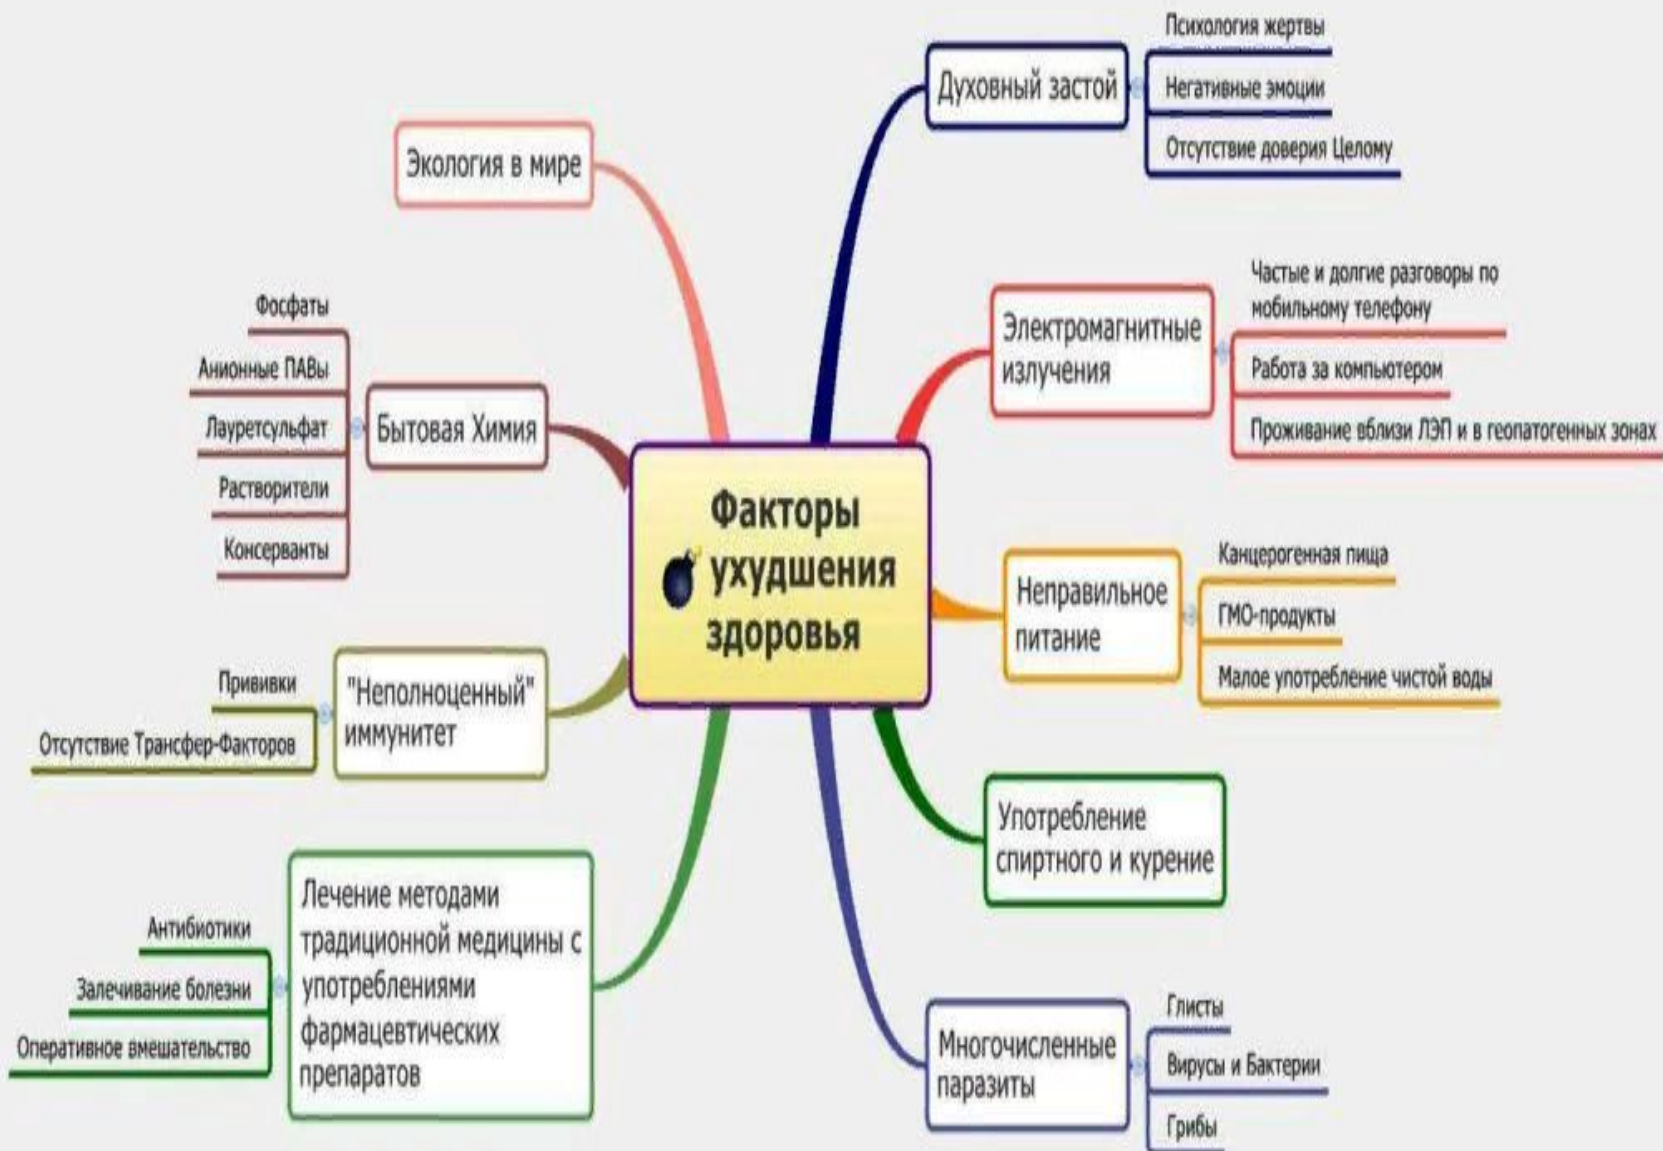 Факторы
ухудшения
здоровья
Духовный застой
Психология жертвы
Негативные эмоции
Отсутствие доверия Целому
Электромагнитные
излучения
Частые и долгие разговоры по
мобильному телефону
Работа за компьютером
Проживание вблизи ЛЭП и в геопатогенных зонах
Неправильное
питание
Канцерогенная пища
ГМО-продукты
Малое употребление чистой воды
Употребление
спиртного и курение
Многочисленные
паразиты
Глисты
Вирусы и Бактерии
Грибы
Экология в мире
Бытовая Химия
Фосфаты
Анионные ПАВы
Лауретсульфат
Растворители
Консерванты
"Неполноценный"
иммунитет
Прививки
Отсутствие Трансфер-Факторов
Лечение методами
традиционной медицины с
употреблениями
фармацевтических
препаратов
Антибиотики
Залечивание болезни
Оперативное вмешательство